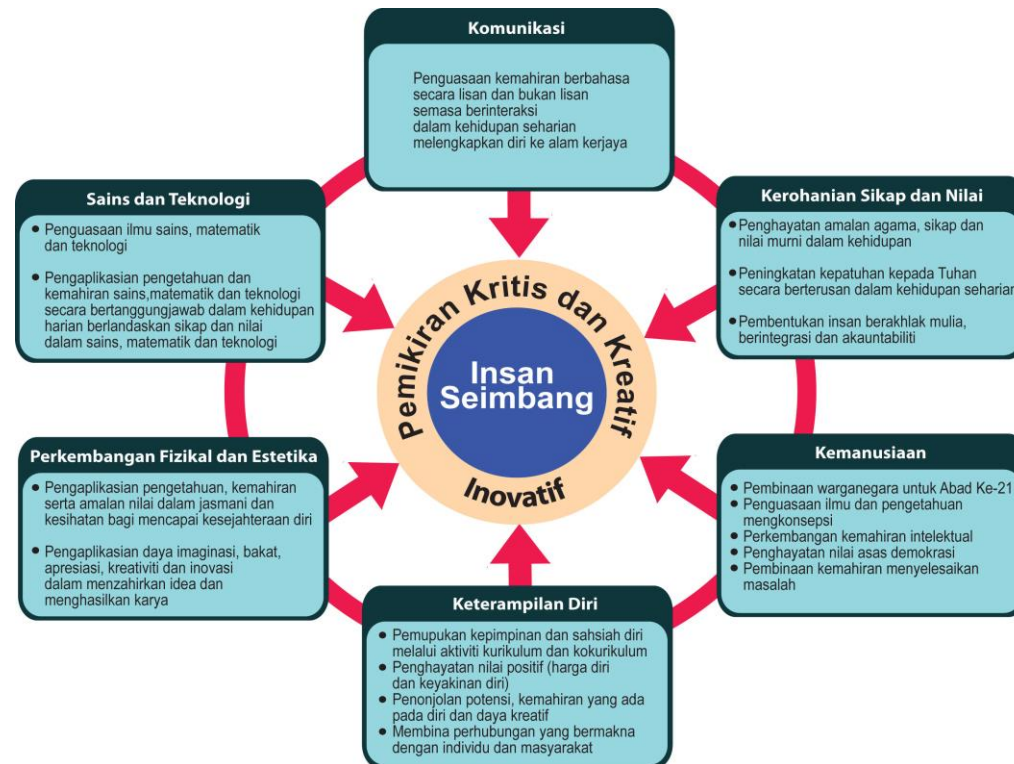 Komunikasi
Penguasaan kemahiran berbahasa
secara lisan dan bukan lisan
semasa berinteraksi
dalam kehidupan seharian
melengkapkan diri ke alam kerjaya
Sains dan Teknologi
• Penguasaan ilmu sains, matematik
dan teknologi
• Pengaplikasian pengetahuan dan
kemahiran sains,matematik dan teknologi
secara bertanggungjawab dalam kehidupan
harian berlandaskan sikap dan nilai
dalam sains, matematik dan teknologi
Kerohanian Sikap dan Nilai
• Penghayatan amalan agama, sikap dan
nilai murni dalam kehidupan
• Peningkatan kepatuhan kepada Tuhan
secara berterusan dalam kehidupan seharian
• Pembentukan insan berakhlak mulia,
berintegrasi dan akauntabiliti
Pemikiran Kritis dan Kreatif
Insan
Seimbang
Inovatif
Perkembangan Fizikal dan Estetika
• Pengaplikasian pengetahuan, kemahiran
serta amalan nilai dalam jasmani dan
kesihatan bagi mencapai kesejahteraan diri
• Pengaplikasian daya imaginasi, bakat,
apresiasi, kreativiti dan inovasi
dalam menzahirkan idea dan
menghasilkan karya
Kemanusiaan
• Pembinaan warganegara untuk Abad Ke-21
• Penguasaan ilmu dan pengetahuan
mengkonsepsi
• Perkembangan kemahiran intelektual
• Penghayatan nilai asas demokrasi
• Pembinaan kemahiran menyelesaikan
masalah
Keterampilan Diri
• Pemupukan kepimpinan dan sahsiah diri
melalui aktiviti kurikulum dan kokurikulum
• Penghayatan nilai positif (harga diri
dan keyakinan diri)
• Penonjolan potensi, kemahiran yang ada
pada diri dan daya kreatif
• Membina perhubungan yang bermakna
dengan individu dan masyarakat